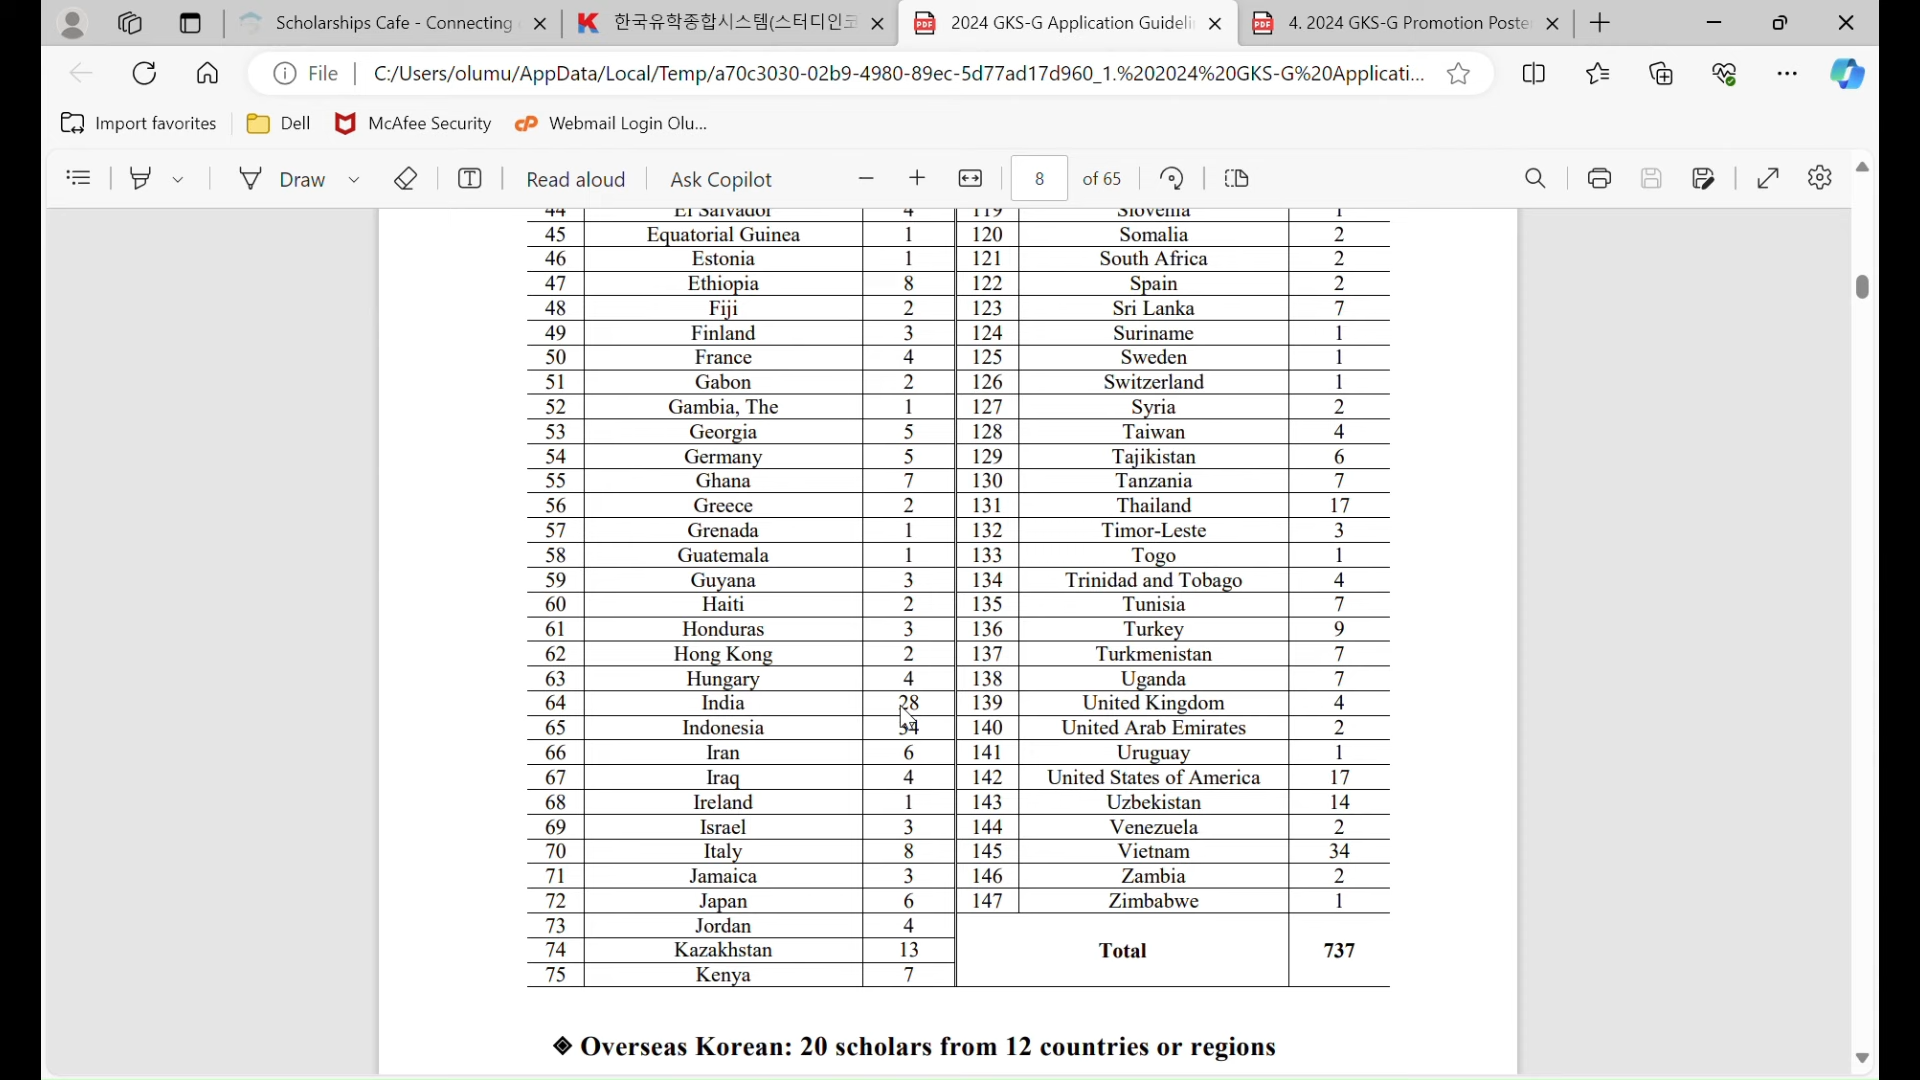 Scholarships Cafe - Connecting
한국유학종합시스템(스터디인코
2024 GKS-G Application Guideli
4. 2024 GKS-G Promotion Poste
File
C:/Users/olumu/AppData/Local/Temp/a70c3030-02b9-4980-89ec-5d77ad17d960_1.%202024%20GKS-G%20Applicati...
Import favorites
Dell
McAfee Security
Webmail Login Olu...
Draw
Read aloud
Ask Copilot
8 of 65
44 El Salvador 4 119 Slovenia 1
45 Equatorial Guinea 1 120 Somalia 2
46 Estonia 1 121 South Africa 2
47 Ethiopia 8 122 Spain 2
48 Fiji 2 123 Sri Lanka 7
49 Finland 3 124 Suriname 1
50 France 4 125 Sweden 1
51 Gabon 2 126 Switzerland 1
52 Gambia, The 1 127 Syria 2
53 Georgia 5 128 Taiwan 4
54 Germany 5 129 Tajikistan 6
55 Ghana 7 130 Tanzania 7
56 Greece 2 131 Thailand 17
57 Grenada 1 132 Timor-Leste 3
58 Guatemala 1 133 Togo 1
59 Guyana 3 134 Trinidad and Tobago 4
60 Haiti 2 135 Tunisia 7
61 Honduras 3 136 Turkey 9
62 Hong Kong 2 137 Turkmenistan 7
63 Hungary 4 138 Uganda 7
64 India 28 139 United Kingdom 4
65 Indonesia 140 United Arab Emirates 2
66 Iran 6 141 Uruguay 1
67 Iraq 4 142 United States of America 17
68 Ireland 1 143 Uzbekistan 14
69 Israel 3 144 Venezuela 2
70 Italy 8 145 Vietnam 34
71 Jamaica 3 146 Zambia 2
72 Japan 6 147 Zimbabwe 1
73 Jordan 4
74 Kazakhstan 13 Total 737
75 Kenya 7
◈ Overseas Korean: 20 scholars from 12 countries or regions